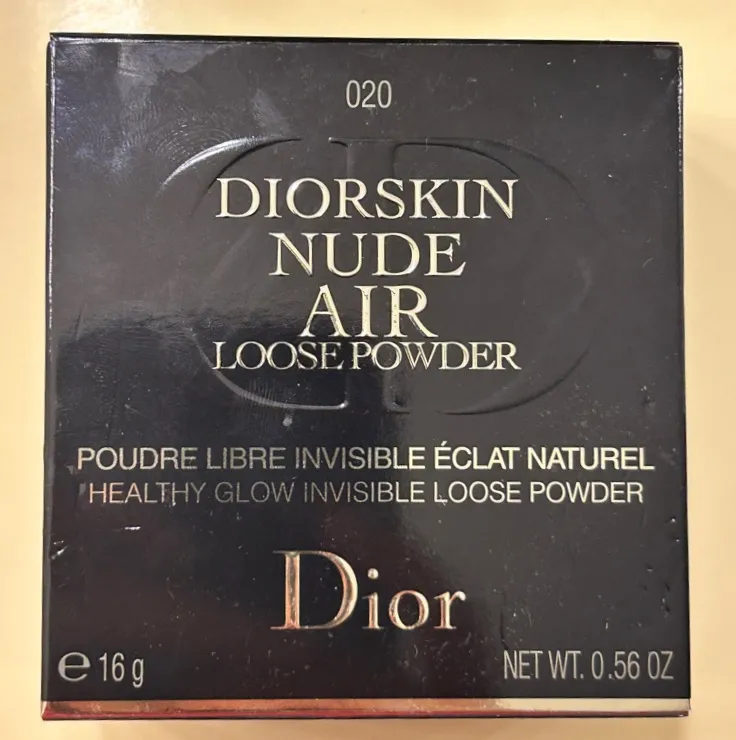 020
DIORSKIN
NUDE
AIR
LOOSE POWDER
POUDRE LIBRE INVISIBLE ÉCLAT NATUREL
HEALTHY GLOW INVISIBLE LOOSE POWDER
Dior
℮ 16 g NET WT. 0.56 OZ